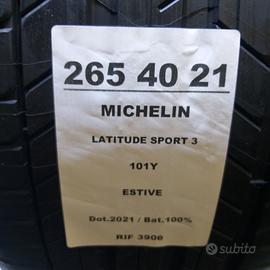 265 40 21
MICHELIN
LATITUDE SPORT 3
101Y
ESTIVE
Dot.2021 / Bat.100%
RIF 3900
subito